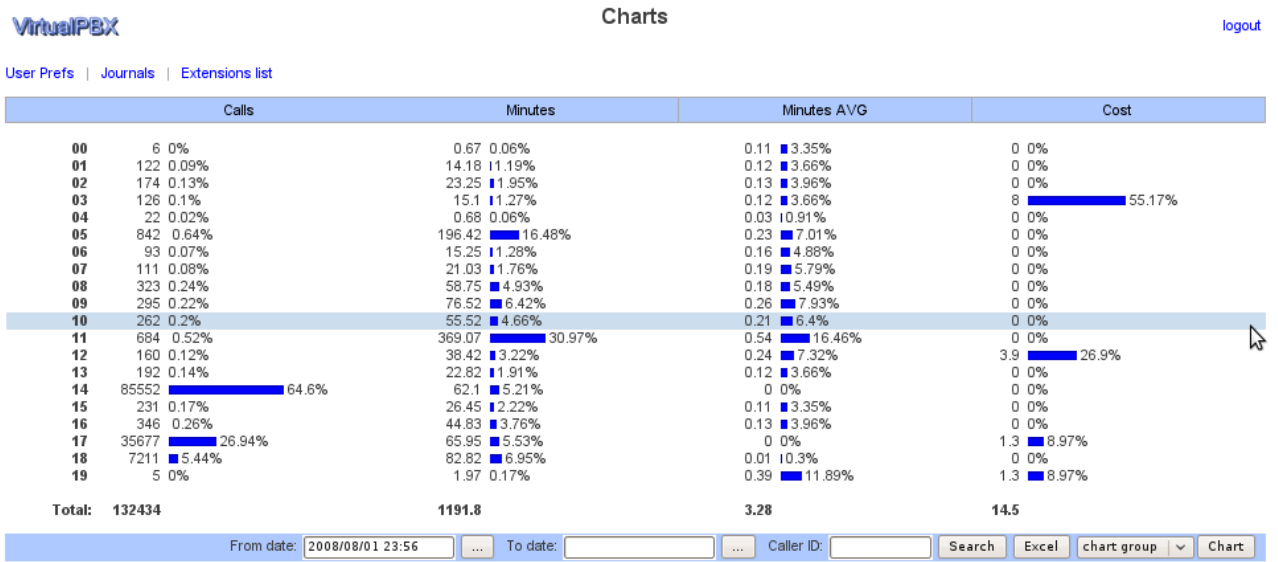 VirtualPBX
Charts
logout
User Prefs | Journals | Extensions list
Calls Minutes Minutes AVG Cost
00 6 0% 0.67 0.06% 0.11 3.35% 0 0%
01 122 0.09% 14.18 1.19% 0.12 3.66% 0 0%
02 174 0.13% 23.25 1.95% 0.13 3.96% 0 0%
03 126 0.1% 15.1 1.27% 0.12 3.66% 8 55.17%
04 22 0.02% 0.68 0.06% 0.03 0.91% 0 0%
05 842 0.64% 196.42 16.48% 0.23 7.01% 0 0%
06 93 0.07% 15.25 1.28% 0.16 4.88% 0 0%
07 111 0.08% 21.03 1.76% 0.19 5.79% 0 0%
08 323 0.24% 58.75 4.93% 0.18 5.49% 0 0%
09 295 0.22% 76.52 6.42% 0.26 7.93% 0 0%
10 262 0.2% 55.52 4.66% 0.21 6.4% 0 0%
11 684 0.52% 369.07 30.97% 0.54 16.46% 0 0%
12 160 0.12% 38.42 3.22% 0.24 7.32% 3.9 26.9%
13 192 0.14% 22.82 1.91% 0.12 3.66% 0 0%
14 85552 64.6% 62.1 5.21% 0 0% 0 0%
15 231 0.17% 26.45 2.22% 0.11 3.35% 0 0%
16 346 0.26% 44.83 3.76% 0.13 3.96% 0 0%
17 35677 26.94% 65.95 5.53% 0 0% 1.3 8.97%
18 7211 5.44% 82.82 6.95% 0.01 0.3% 0 0%
19 5 0% 1.97 0.17% 0.39 11.89% 1.3 8.97%
Total: 132434 1191.8 3.28 14.5
From date: 2008/08/01 23:56 ... To date: ... Caller ID: Search Excel chart group Chart